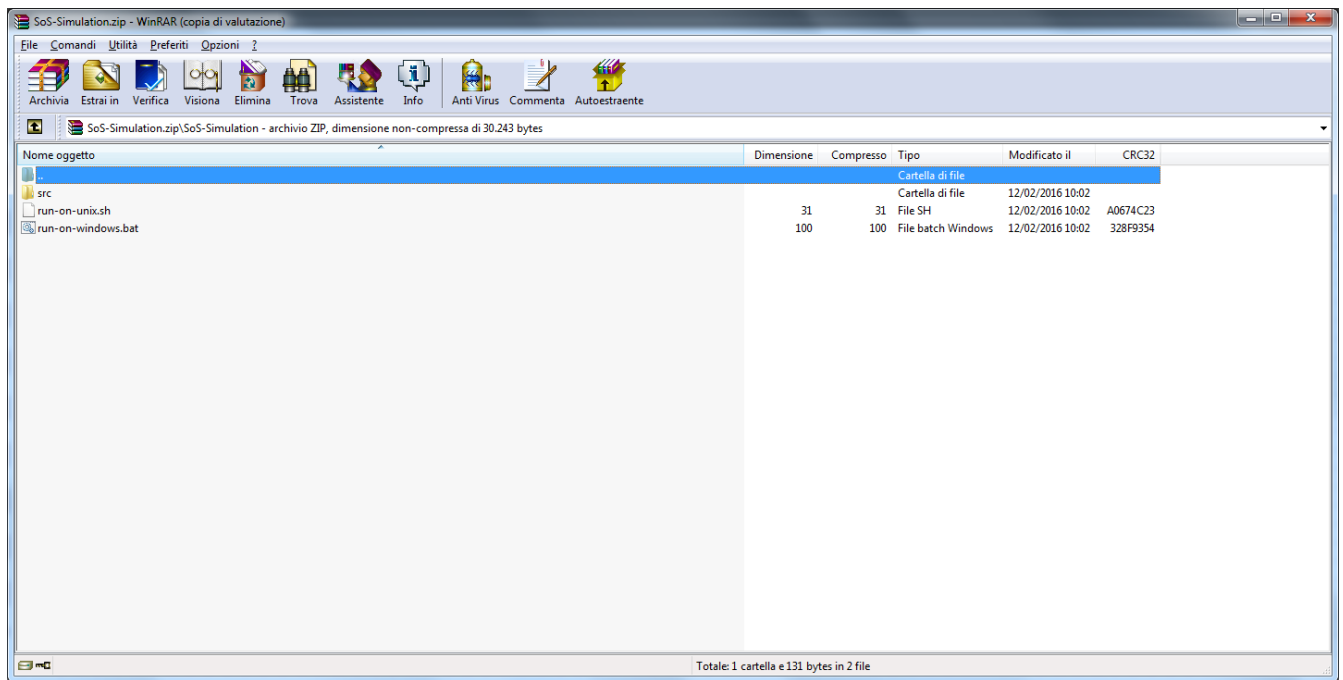 SoS-Simulation.zip - WinRAR (copia di valutazione)
File Comandi Utilità Preferiti Opzioni ?
Archivia Estrai in Verifica Visiona Elimina Trova Assistente Info Anti Virus Commenta Autoestraente
SoS-Simulation.zip\SoS-Simulation - archivio ZIP, dimensione non-compressa di 30.243 bytes
Nome oggetto Dimensione Compresso Tipo Modificato il CRC32
.. Cartella di file
src Cartella di file 12/02/2016 10:02
run-on-unix.sh 31 31 File SH 12/02/2016 10:02 A0674C23
run-on-windows.bat 100 100 File batch Windows 12/02/2016 10:02 328F9354
Totale: 1 cartella e 131 bytes in 2 file